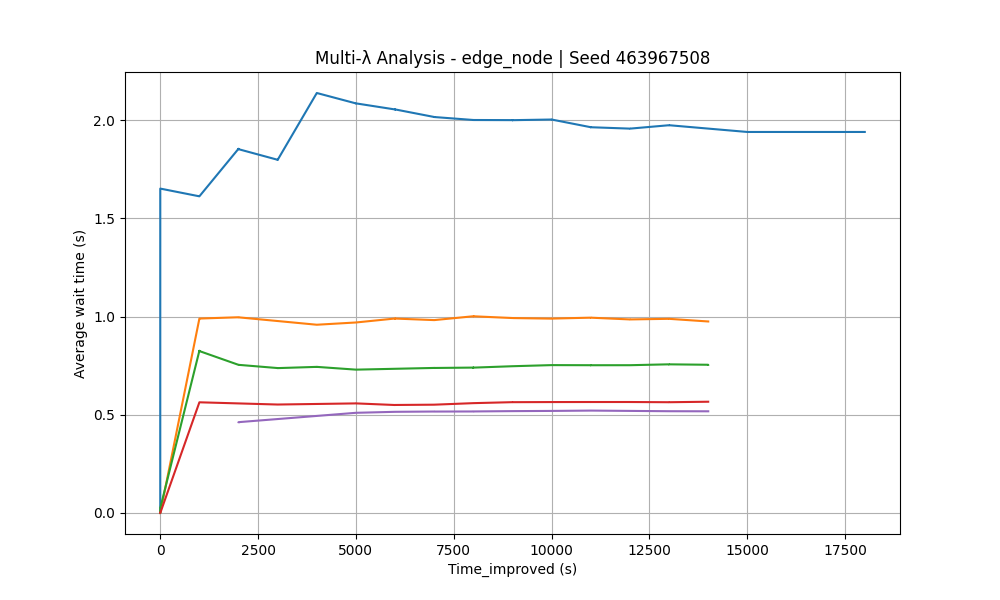 Multi-λ Analysis - edge_node | Seed 463967508
Average wait time (s)
2.0
1.5
1.0
0.5
0.0
0 2500 5000 7500 10000 12500 15000 17500
Time_improved (s)